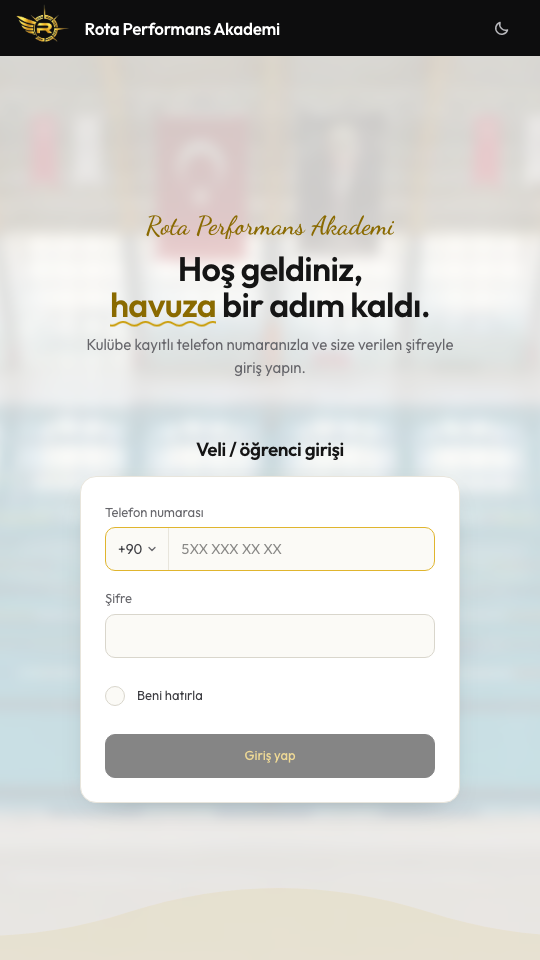 Rota Performans Akademi
Rota Performans Akademi
Hoş geldiniz,
havuza bir adım kaldı.
Kulübe kayıtlı telefon numaranızla ve size verilen şifreyle
giriş yapın.
Veli / öğrenci girişi
Telefon numarası
+90 5XX XXX XX XX
Şifre
Beni hatırla
Giriş yap